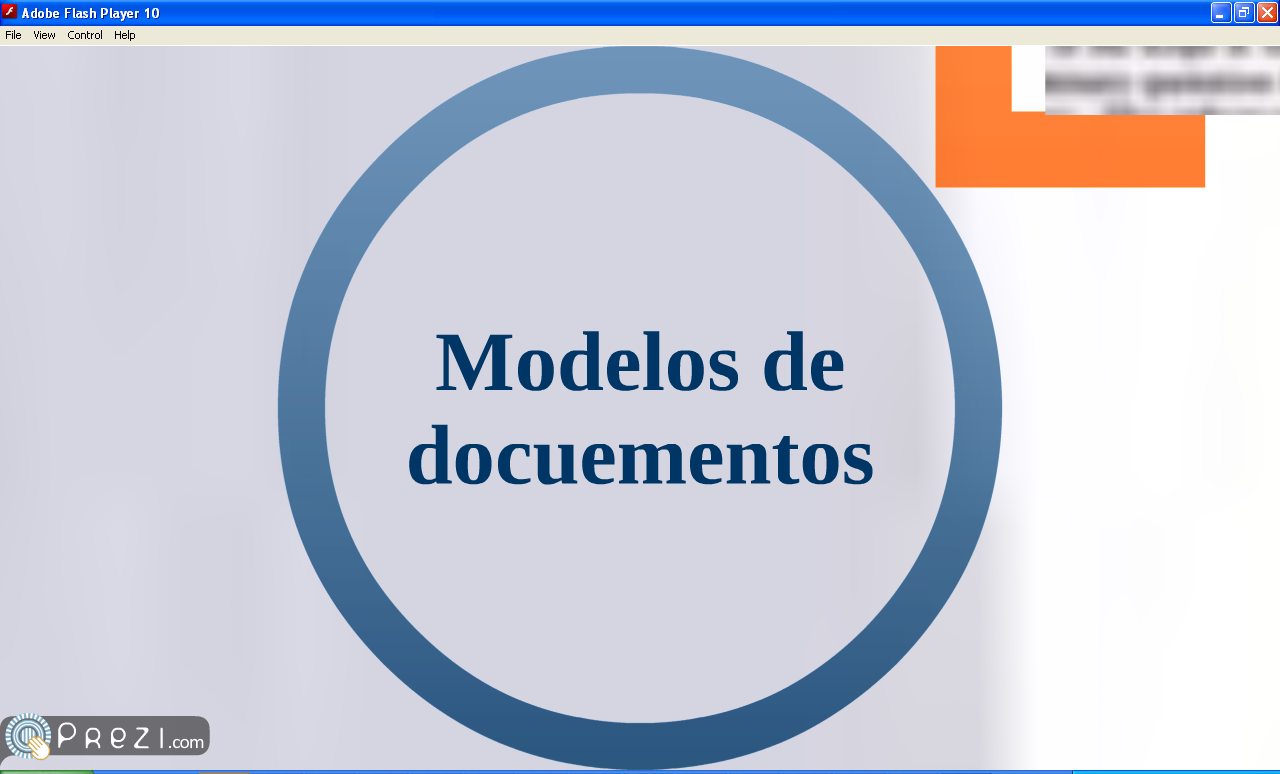 Adobe Flash Player 10
File View Control Help
Modelos de
docuementos
Prezi.com